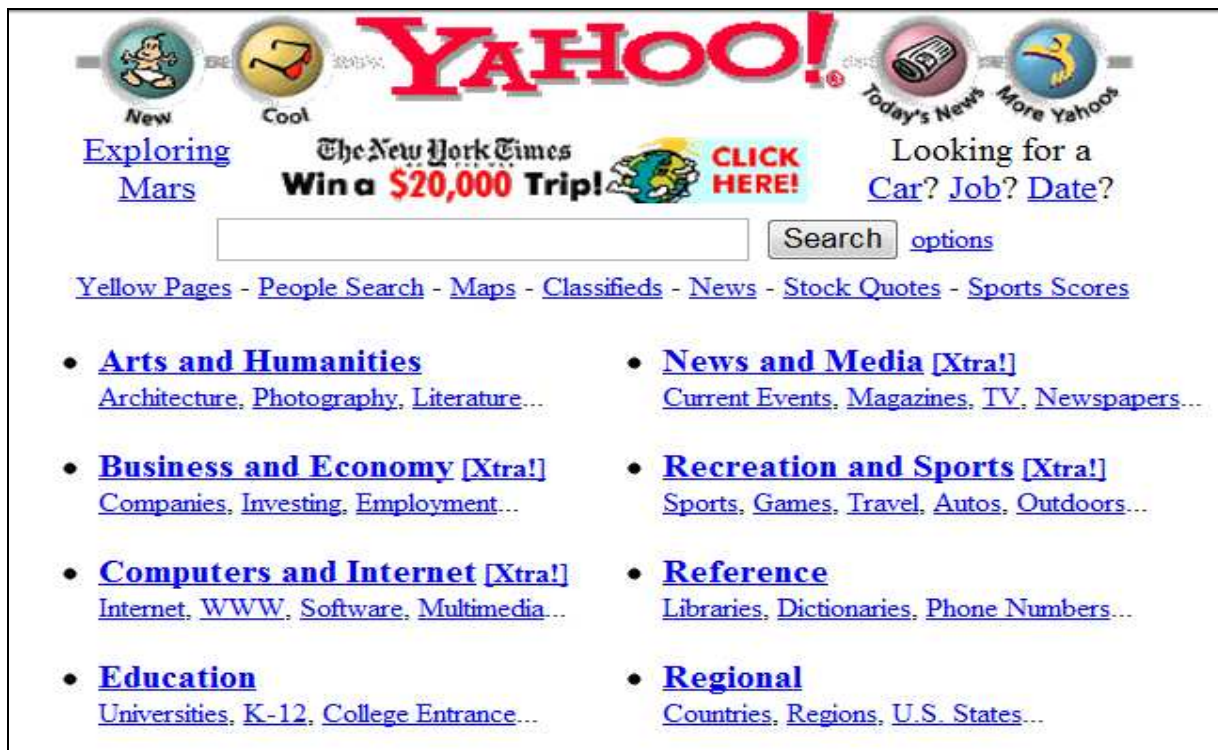 YAHOO!®
New Cool Today's News More Yahoos
Exploring
Mars
The New York Times
Win a $20,000 Trip!
CLICK
HERE!
Looking for a
Car? Job? Date?
Search options
Yellow Pages - People Search - Maps - Classifieds - News - Stock Quotes - Sports Scores
• Arts and Humanities
Architecture, Photography, Literature...
• News and Media [Xtra!]
Current Events, Magazines, TV, Newspapers...
• Business and Economy [Xtra!]
Companies, Investing, Employment...
• Recreation and Sports [Xtra!]
Sports, Games, Travel, Autos, Outdoors...
• Computers and Internet [Xtra!]
Internet, WWW, Software, Multimedia...
• Reference
Libraries, Dictionaries, Phone Numbers...
• Education
Universities, K-12, College Entrance...
• Regional
Countries, Regions, U.S. States...